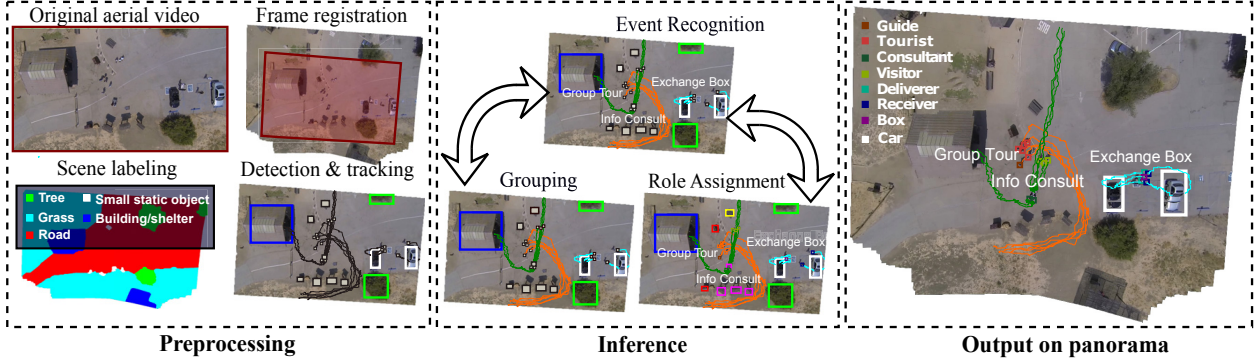 Original aerial video
Frame registration
Scene labeling
Detection & tracking
Tree
Small static object
Grass
Building/shelter
Road
Preprocessing
Event Recognition
Group Tour
Exchange Box
Info Consult
Grouping
Role Assignment
Exchange Box
Group Tour
Info Consult
Inference
Guide
Tourist
Consultant
Visitor
Deliverer
Receiver
Box
Car
Group Tour
Exchange Box
Info Consult
Output on panorama